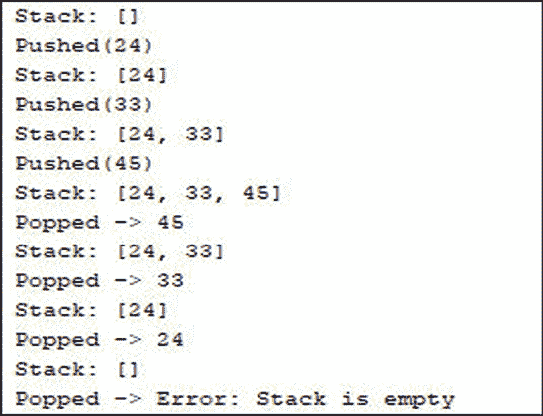 Stack: []
Pushed(24)
Stack: [24]
Pushed(33)
Stack: [24, 33]
Pushed(45)
Stack: [24, 33, 45]
Popped -> 45
Stack: [24, 33]
Popped -> 33
Stack: [24]
Popped -> 24
Stack: []
Popped -> Error: Stack is empty